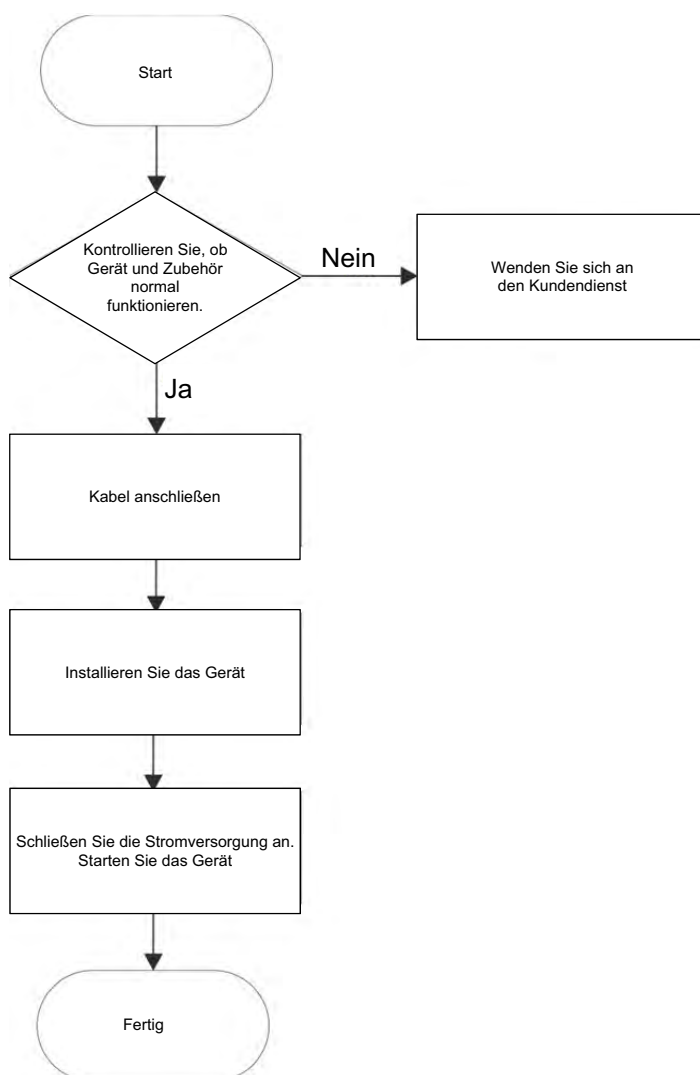 Start
Kontrollieren Sie, ob
Gerät und Zubehör
normal
funktionieren.
Nein
Wenden Sie sich an
den Kundendienst
Ja
Kabel anschließen
Installieren Sie das Gerät
Schließen Sie die Stromversorgung an.
Starten Sie das Gerät
Fertig